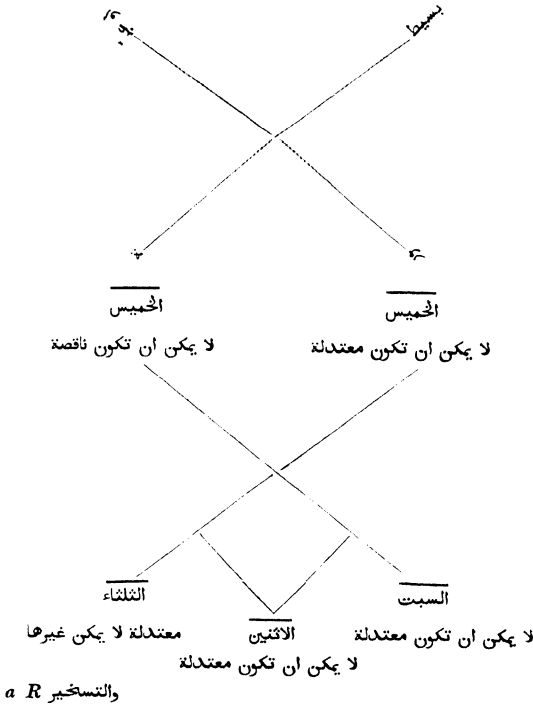 بسيط
الخميس
لا يمكن ان تكون معتدلة
الخميس
لا يمكن ان تكون ناقصة
السبت
لا يمكن ان تكون معتدلة
الاثنين
لا يمكن ان تكون معتدلة
الثلثاء
معتدلة لا يمكن غيرها
a R والتسخير